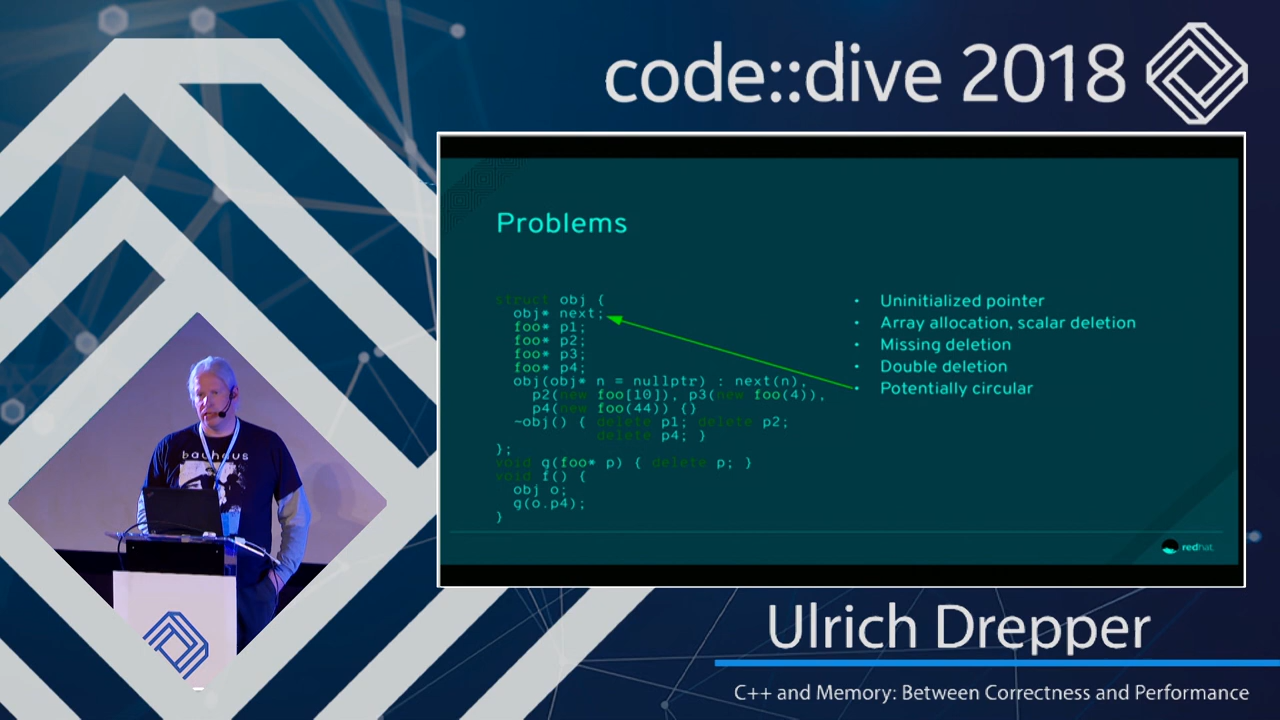 code::dive 2018
Problems
struct obj {
obj* next;
foo* p1;
foo* p2;
foo* p3;
foo* p4;
obj(obj* n = nullptr) : next(n),
p2(new foo[10]), p3(new foo(4)),
p4(new foo(44)) {}
~obj() { delete p1; delete p2;
delete p4; }
};
void g(foo* p) { delete p; }
void f() {
obj o;
g(o.p4);
}
• Uninitialized pointer
• Array allocation, scalar deletion
• Missing deletion
• Double deletion
• Potentially circular
redhat
bauhaus
Ulrich Drepper
C++ and Memory: Between Correctness and Performance